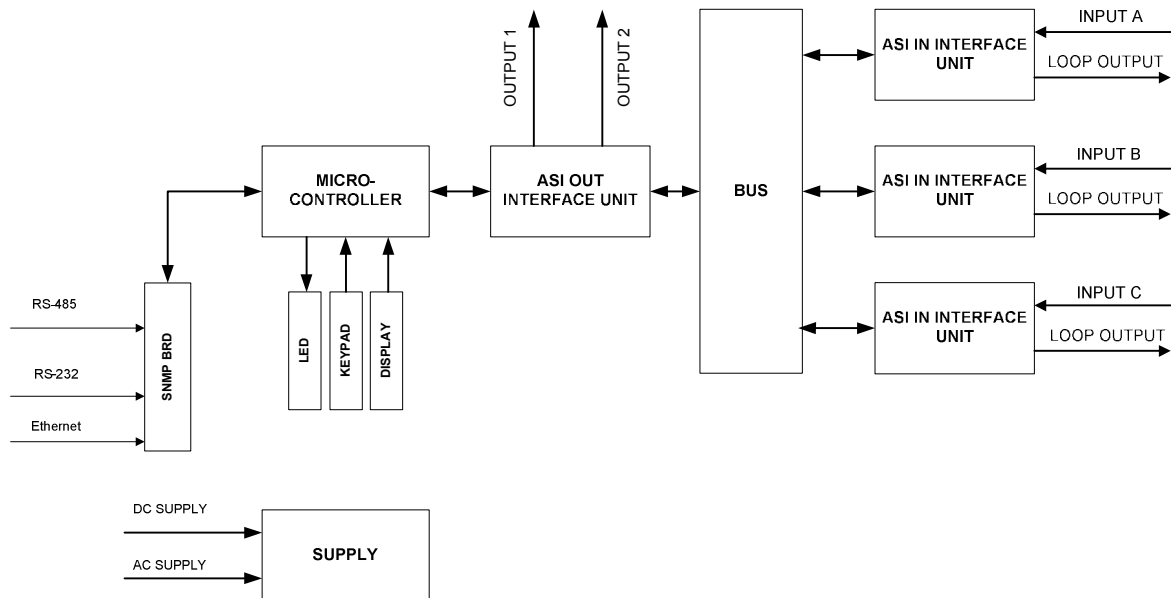 OUTPUT 1
OUTPUT 2
ASI IN INTERFACE
UNIT
INPUT A
LOOP OUTPUT
MICRO-
CONTROLLER
ASI OUT
INTERFACE UNIT
BUS
ASI IN INTERFACE
UNIT
INPUT B
LOOP OUTPUT
ASI IN INTERFACE
UNIT
INPUT C
LOOP OUTPUT
RS-485
RS-232
Ethernet
SNMP BRD
LED
KEYPAD
DISPLAY
DC SUPPLY
AC SUPPLY
SUPPLY